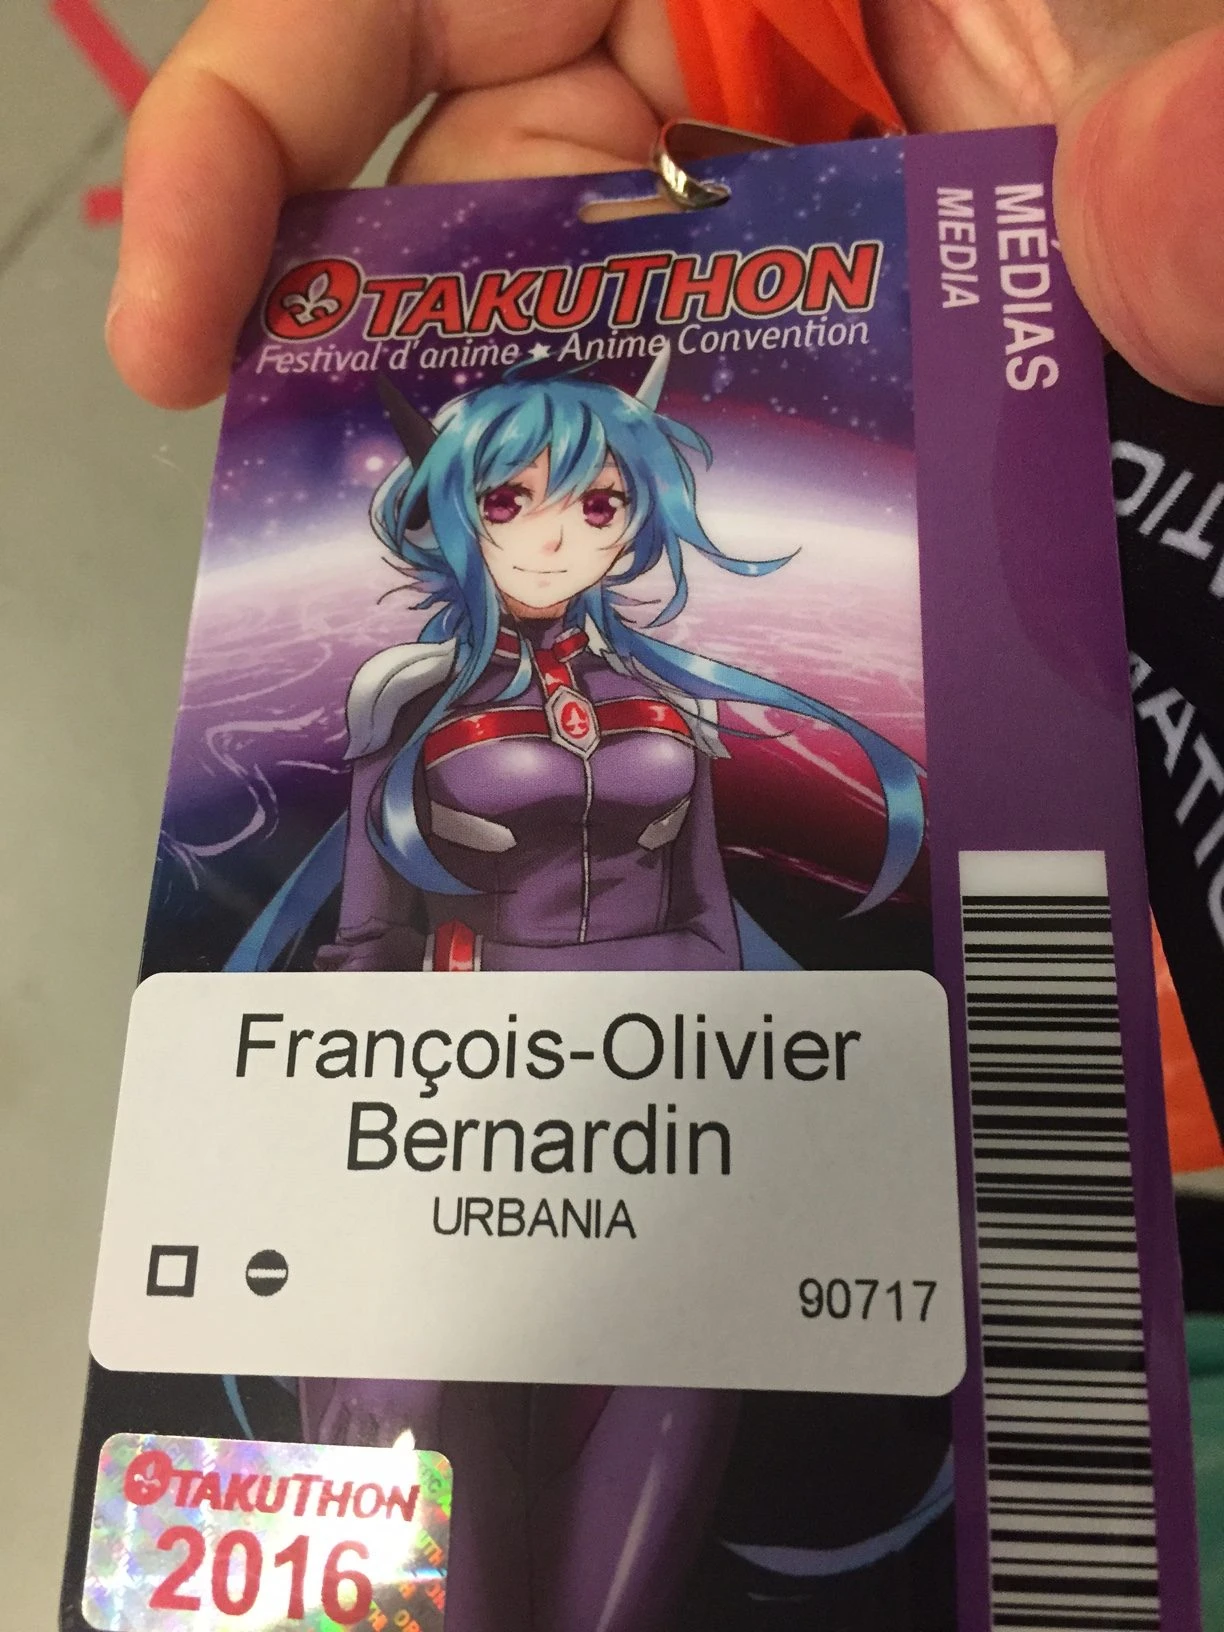 OTAKUTHON
Festival d'anime ★ Anime Convention
MÉDIAS
MEDIA
François-Olivier
Bernardin
URBANIA
90717
OTAKUTHON
2016